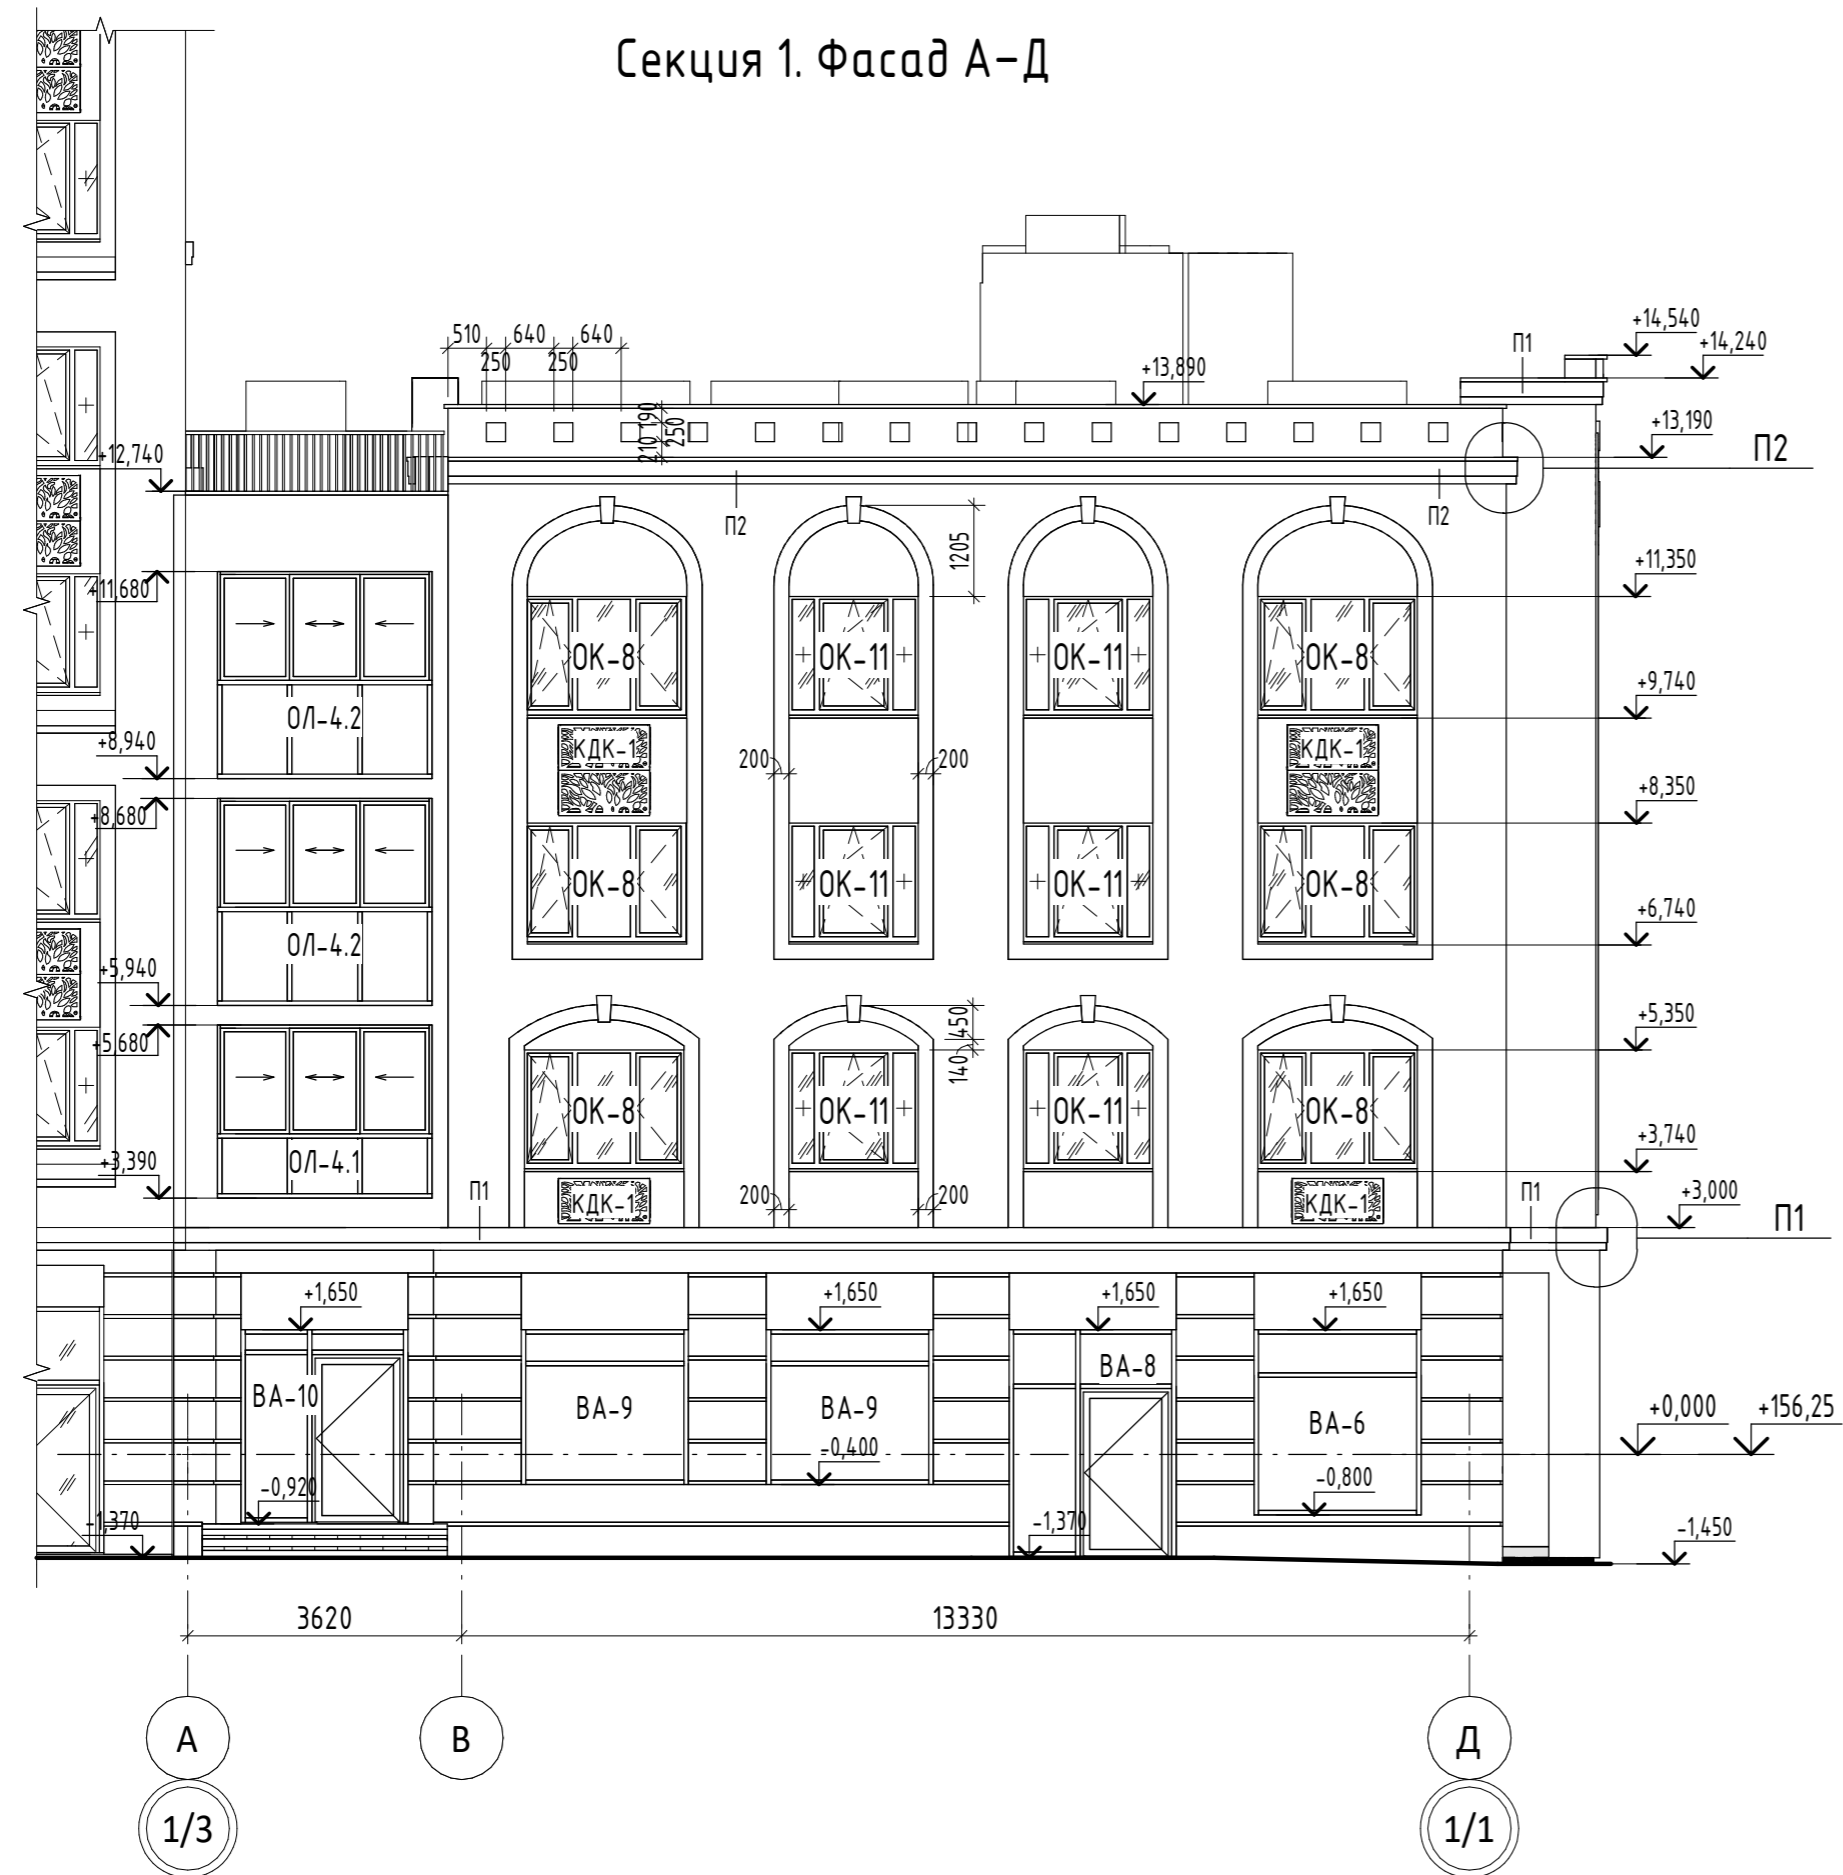 Секция 1. Фасад А-Д
+14,540
+14,240
510 640 640
250 250
П1
+13,890
190
250
210
+13,190
П2
+12,740
П2
П2
1205
+11,350
+11,680
ОК-8 ОК-11 ОК-11 ОК-8
+9,740
ОЛ-4.2
+8,940
КДК-1 КДК-1
200 200
+8,680
+8,350
ОК-8 ОК-11 ОК-11 ОК-8
+6,740
ОЛ-4.2
+5,940
+5,680
450
140
+5,350
ОК-8 ОК-11 ОК-11 ОК-8
+3,740
ОЛ-4.1
+3,390
П1
КДК-1
200 200
КДК-1
П1
+3,000
П1
+1,650 +1,650 +1,650 +1,650
ВА-10 ВА-9 ВА-9 ВА-8 ВА-6
+0,000 +156,25
-0,400
-0,920
-0,800
-1,370
-1,370
-1,450
3620 13330
А В Д
1/3 1/1